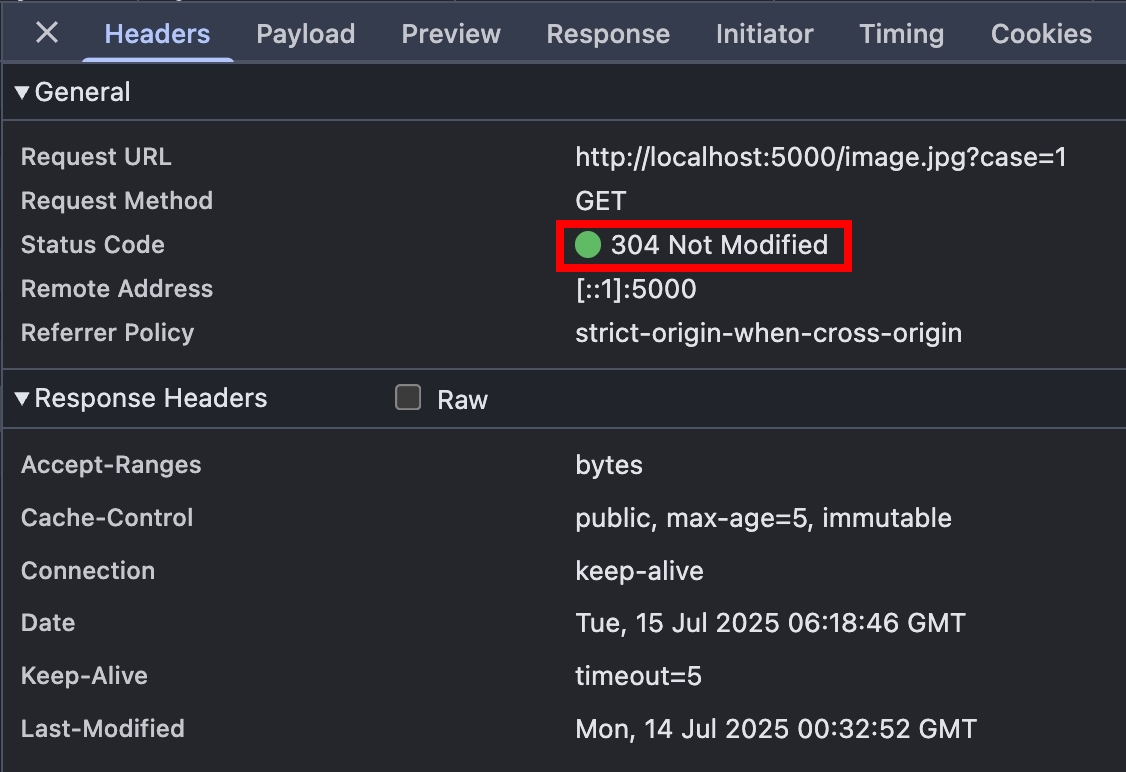 Headers Payload Preview Response Initiator Timing Cookies
General
Request URL http://localhost:5000/image.jpg?case=1
Request Method GET
Status Code 304 Not Modified
Remote Address [::1]:5000
Referrer Policy strict-origin-when-cross-origin
Response Headers Raw
Accept-Ranges bytes
Cache-Control public, max-age=5, immutable
Connection keep-alive
Date Tue, 15 Jul 2025 06:18:46 GMT
Keep-Alive timeout=5
Last-Modified Mon, 14 Jul 2025 00:32:52 GMT